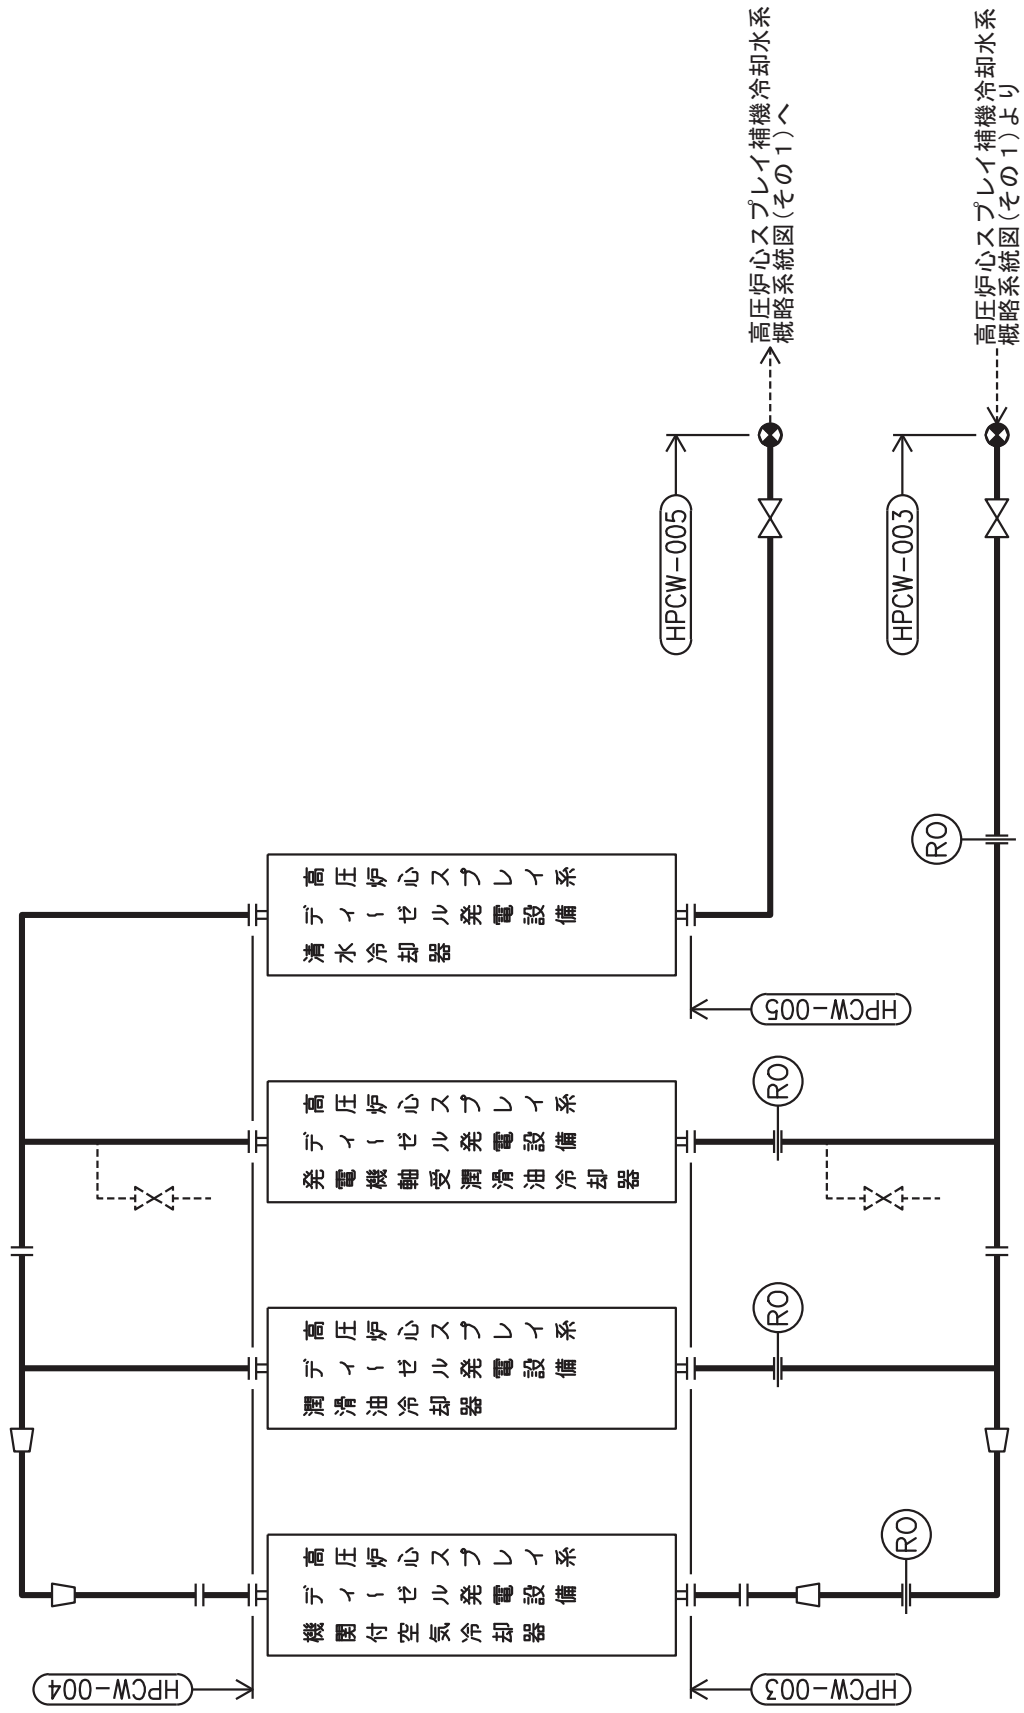 高圧炉心スプレイ補機冷却水系
概略系統図(その1)へ
高圧炉心スプレイ補機冷却水系
概略系統図(その1)より
HPCW-005
HPCW-003
RO
高圧炉心スプレイ系
ディーゼル発電設備
清水冷却器
HPCW-005
RO
高圧炉心スプレイ系
ディーゼル発電設備
発電機軸受潤滑油冷却器
RO
高圧炉心スプレイ系
ディーゼル発電設備
潤滑油冷却器
RO
高圧炉心スプレイ系
ディーゼル発電設備
機関付空気冷却器
HPCW-004
HPCW-003